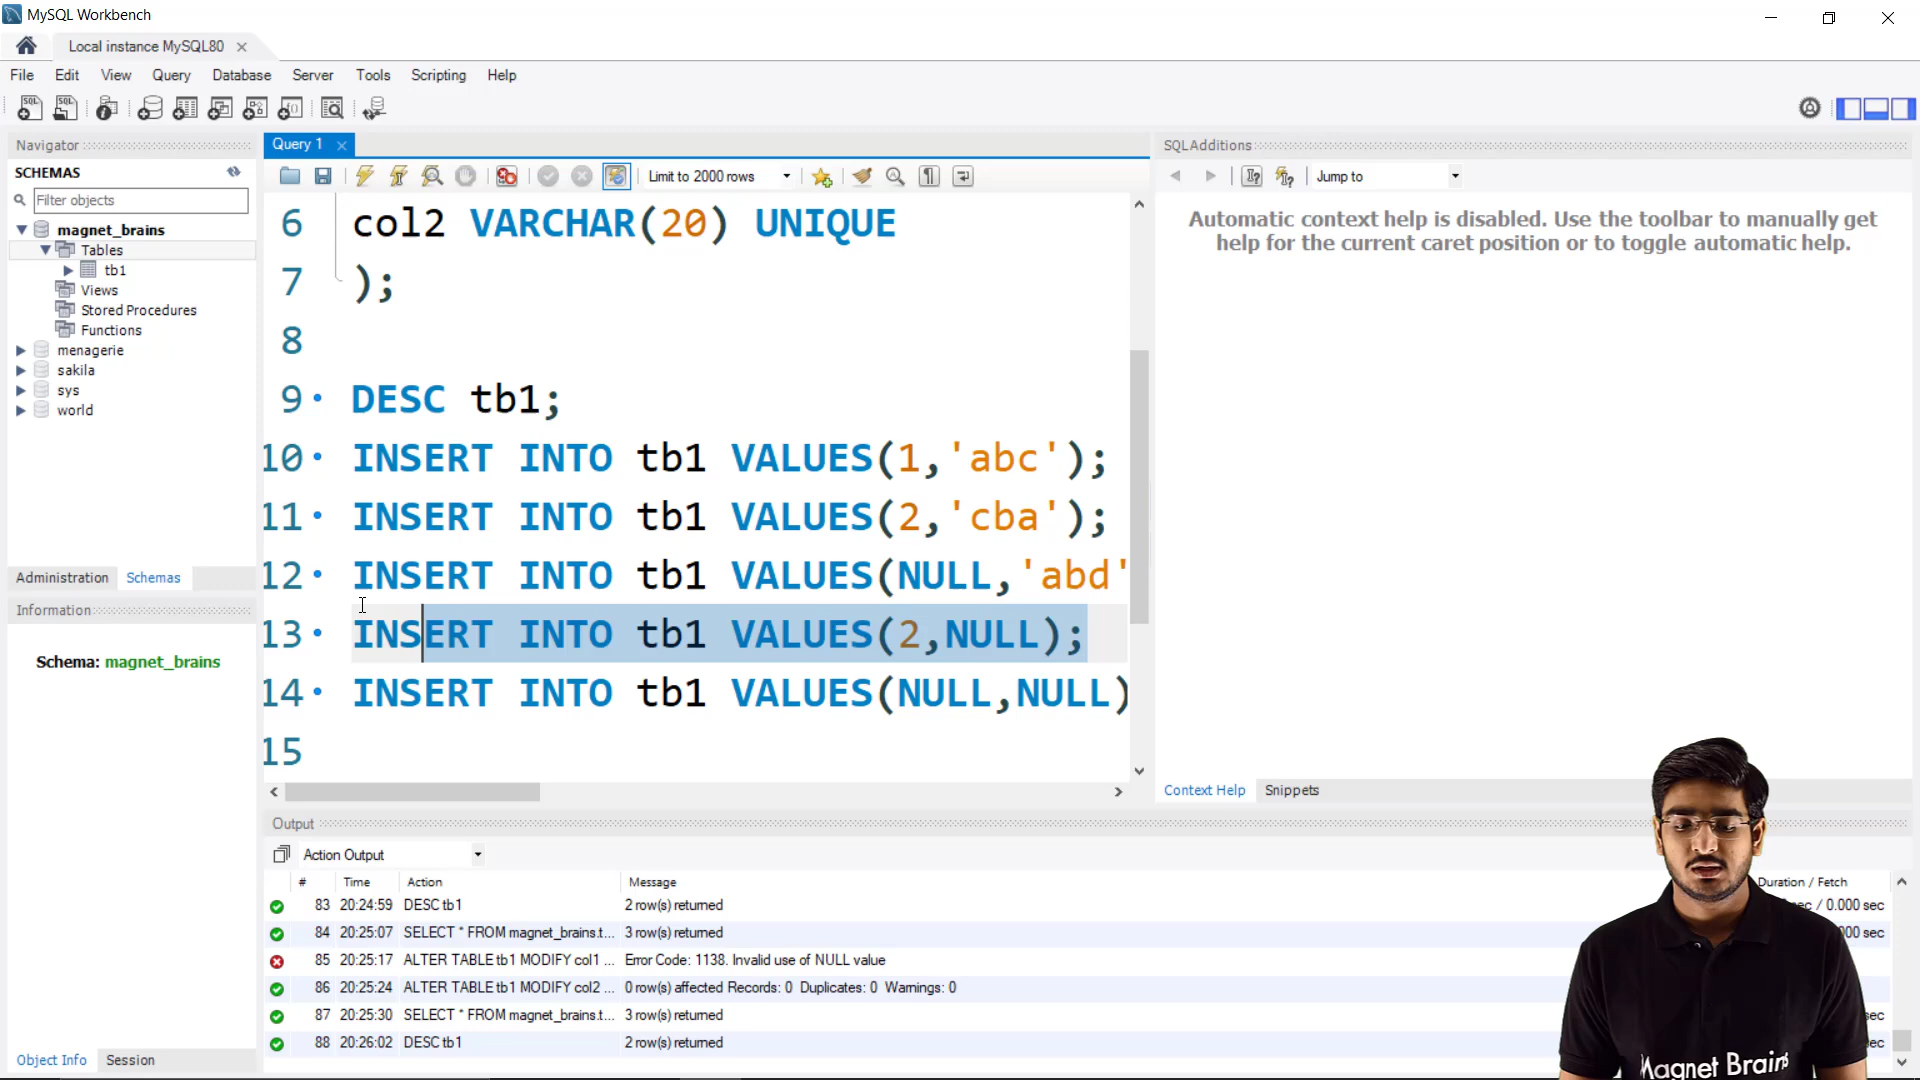 MySQL Workbench
Local instance MySQL80
File Edit View Query Database Server Tools Scripting Help
Navigator
SCHEMAS
Filter objects
magnet_brains
Tables
tb1
Views
Stored Procedures
Functions
menagerie
sakila
sys
world
Administration Schemas
Information
Schema: magnet_brains
Object Info Session
Query 1
Limit to 2000 rows
6 col2 VARCHAR(20) UNIQUE
7 );
8
9 DESC tb1;
10 INSERT INTO tb1 VALUES(1,'abc');
11 INSERT INTO tb1 VALUES(2,'cba');
12 INSERT INTO tb1 VALUES(NULL,'abd'
13 INSERT INTO tb1 VALUES(2,NULL);
14 INSERT INTO tb1 VALUES(NULL,NULL)
15
SQLAdditions
Jump to
Automatic context help is disabled. Use the toolbar to manually get
help for the current caret position or to toggle automatic help.
Context Help Snippets
Output
Action Output
# Time Action Message Duration / Fetch
83 20:24:59 DESC tb1 2 row(s) returned sec / 0.000 sec
84 20:25:07 SELECT * FROM magnet_brains.t... 3 row(s) returned 000 sec
85 20:25:17 ALTER TABLE tb1 MODIFY col1 ... Error Code: 1138. Invalid use of NULL value
86 20:25:24 ALTER TABLE tb1 MODIFY col2 ... 0 row(s) affected Records: 0 Duplicates: 0 Warnings: 0
87 20:25:30 SELECT * FROM magnet_brains.t... 3 row(s) returned sec
88 20:26:02 DESC tb1 2 row(s) returned ec
Magnet Brains